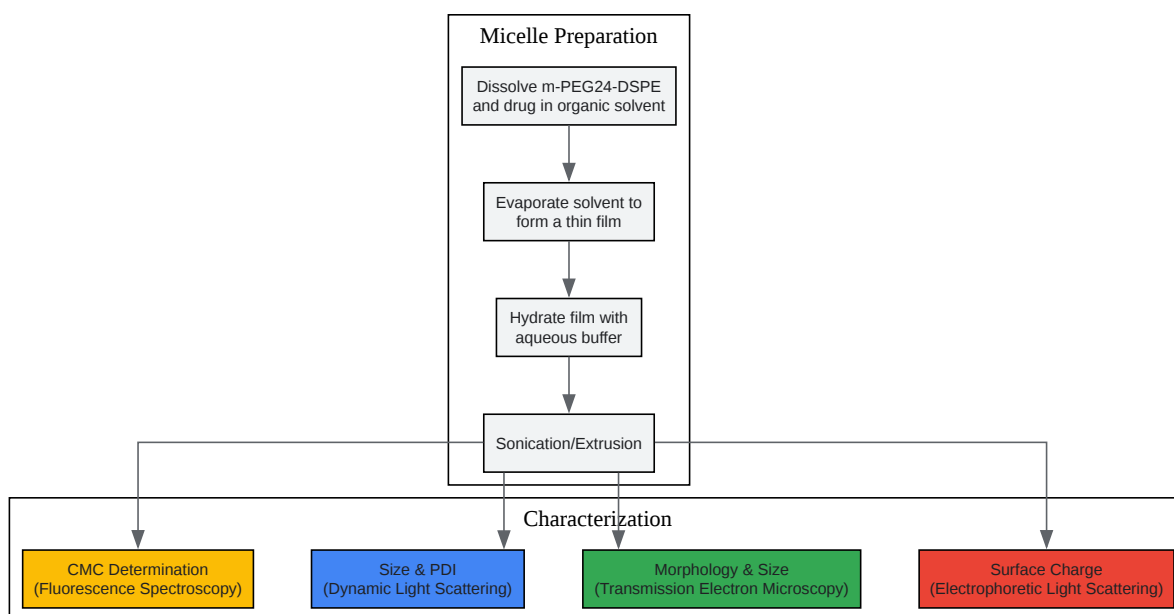 Micelle Preparation
Dissolve m-PEG24-DSPE
and drug in organic solvent
Evaporate solvent to
form a thin film
Hydrate film with
aqueous buffer
Sonication/Extrusion
Characterization
CMC Determination
(Fluorescence Spectroscopy)
Size & PDI
(Dynamic Light Scattering)
Morphology & Size
(Transmission Electron Microscopy)
Surface Charge
(Electrophoretic Light Scattering)